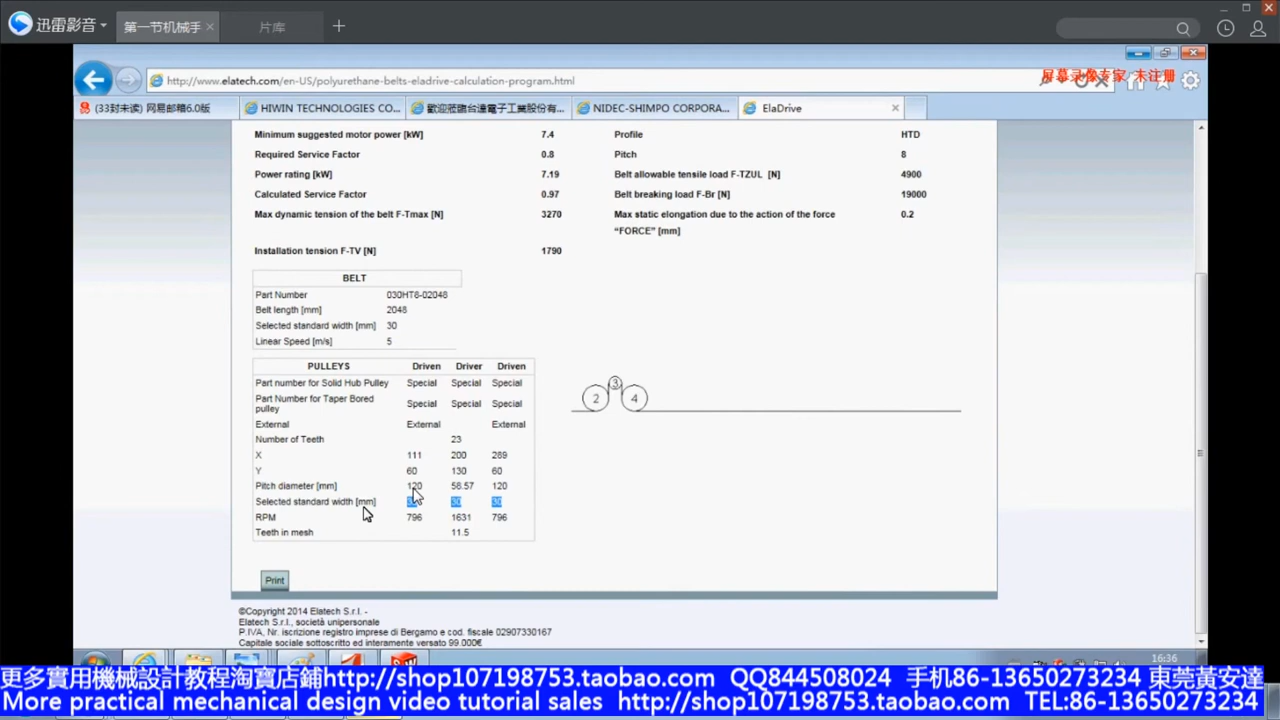 迅雷影音
第一节机械手
片库
http://www.elatech.com/en-US/polyurethane-belts-eladrive-calculation-program.html
屏幕录像专家 未注册
(33封未读) 网易邮箱6.0版
HIWIN TECHNOLOGIES CO...
歡迎蒞臨台達電子工業股份有...
NIDEC-SHIMPO CORPORA...
ElaDrive
Minimum suggested motor power [kW] 7.4 Profile HTD
Required Service Factor 0.8 Pitch 8
Power rating [kW] 7.19 Belt allowable tensile load F-TZUL [N] 4900
Calculated Service Factor 0.97 Belt breaking load F-Br [N] 19000
Max dynamic tension of the belt F-Tmax [N] 3270 Max static elongation due to the action of the force 0.2
“FORCE” [mm]
Installation tension F-TV [N] 1790
BELT
Part Number 030HT8-02048
Belt length [mm] 2048
Selected standard width [mm] 30
Linear Speed [m/s] 5
PULLEYS Driven Driver Driven
Part number for Solid Hub Pulley Special Special Special
Part Number for Taper Bored Special Special Special
pulley
External External External
Number of Teeth 23
X 111 200 289
Y 60 130 60
Pitch diameter [mm] 120 58.57 120
Selected standard width [mm] 30 30
RPM 796 1631 796
Teeth in mesh 11.5
2 3 4
Print
©Copyright 2014 Elatech S.r.l. -
Elatech S.r.l., società unipersonale
P.IVA, Nr. iscrizione registro imprese di Bergamo e cod. fiscale 02907330167
Capitale sociale sottoscritto ed interamente versato 99.000€
16:36
更多實用機械設計教程淘寶店鋪http://shop107198753.taobao.com QQ844508024 手机86-13650273234 東莞黃安達
More practical mechanical design video tutorial sales http://shop107198753.taobao.com TEL:86-13650273234